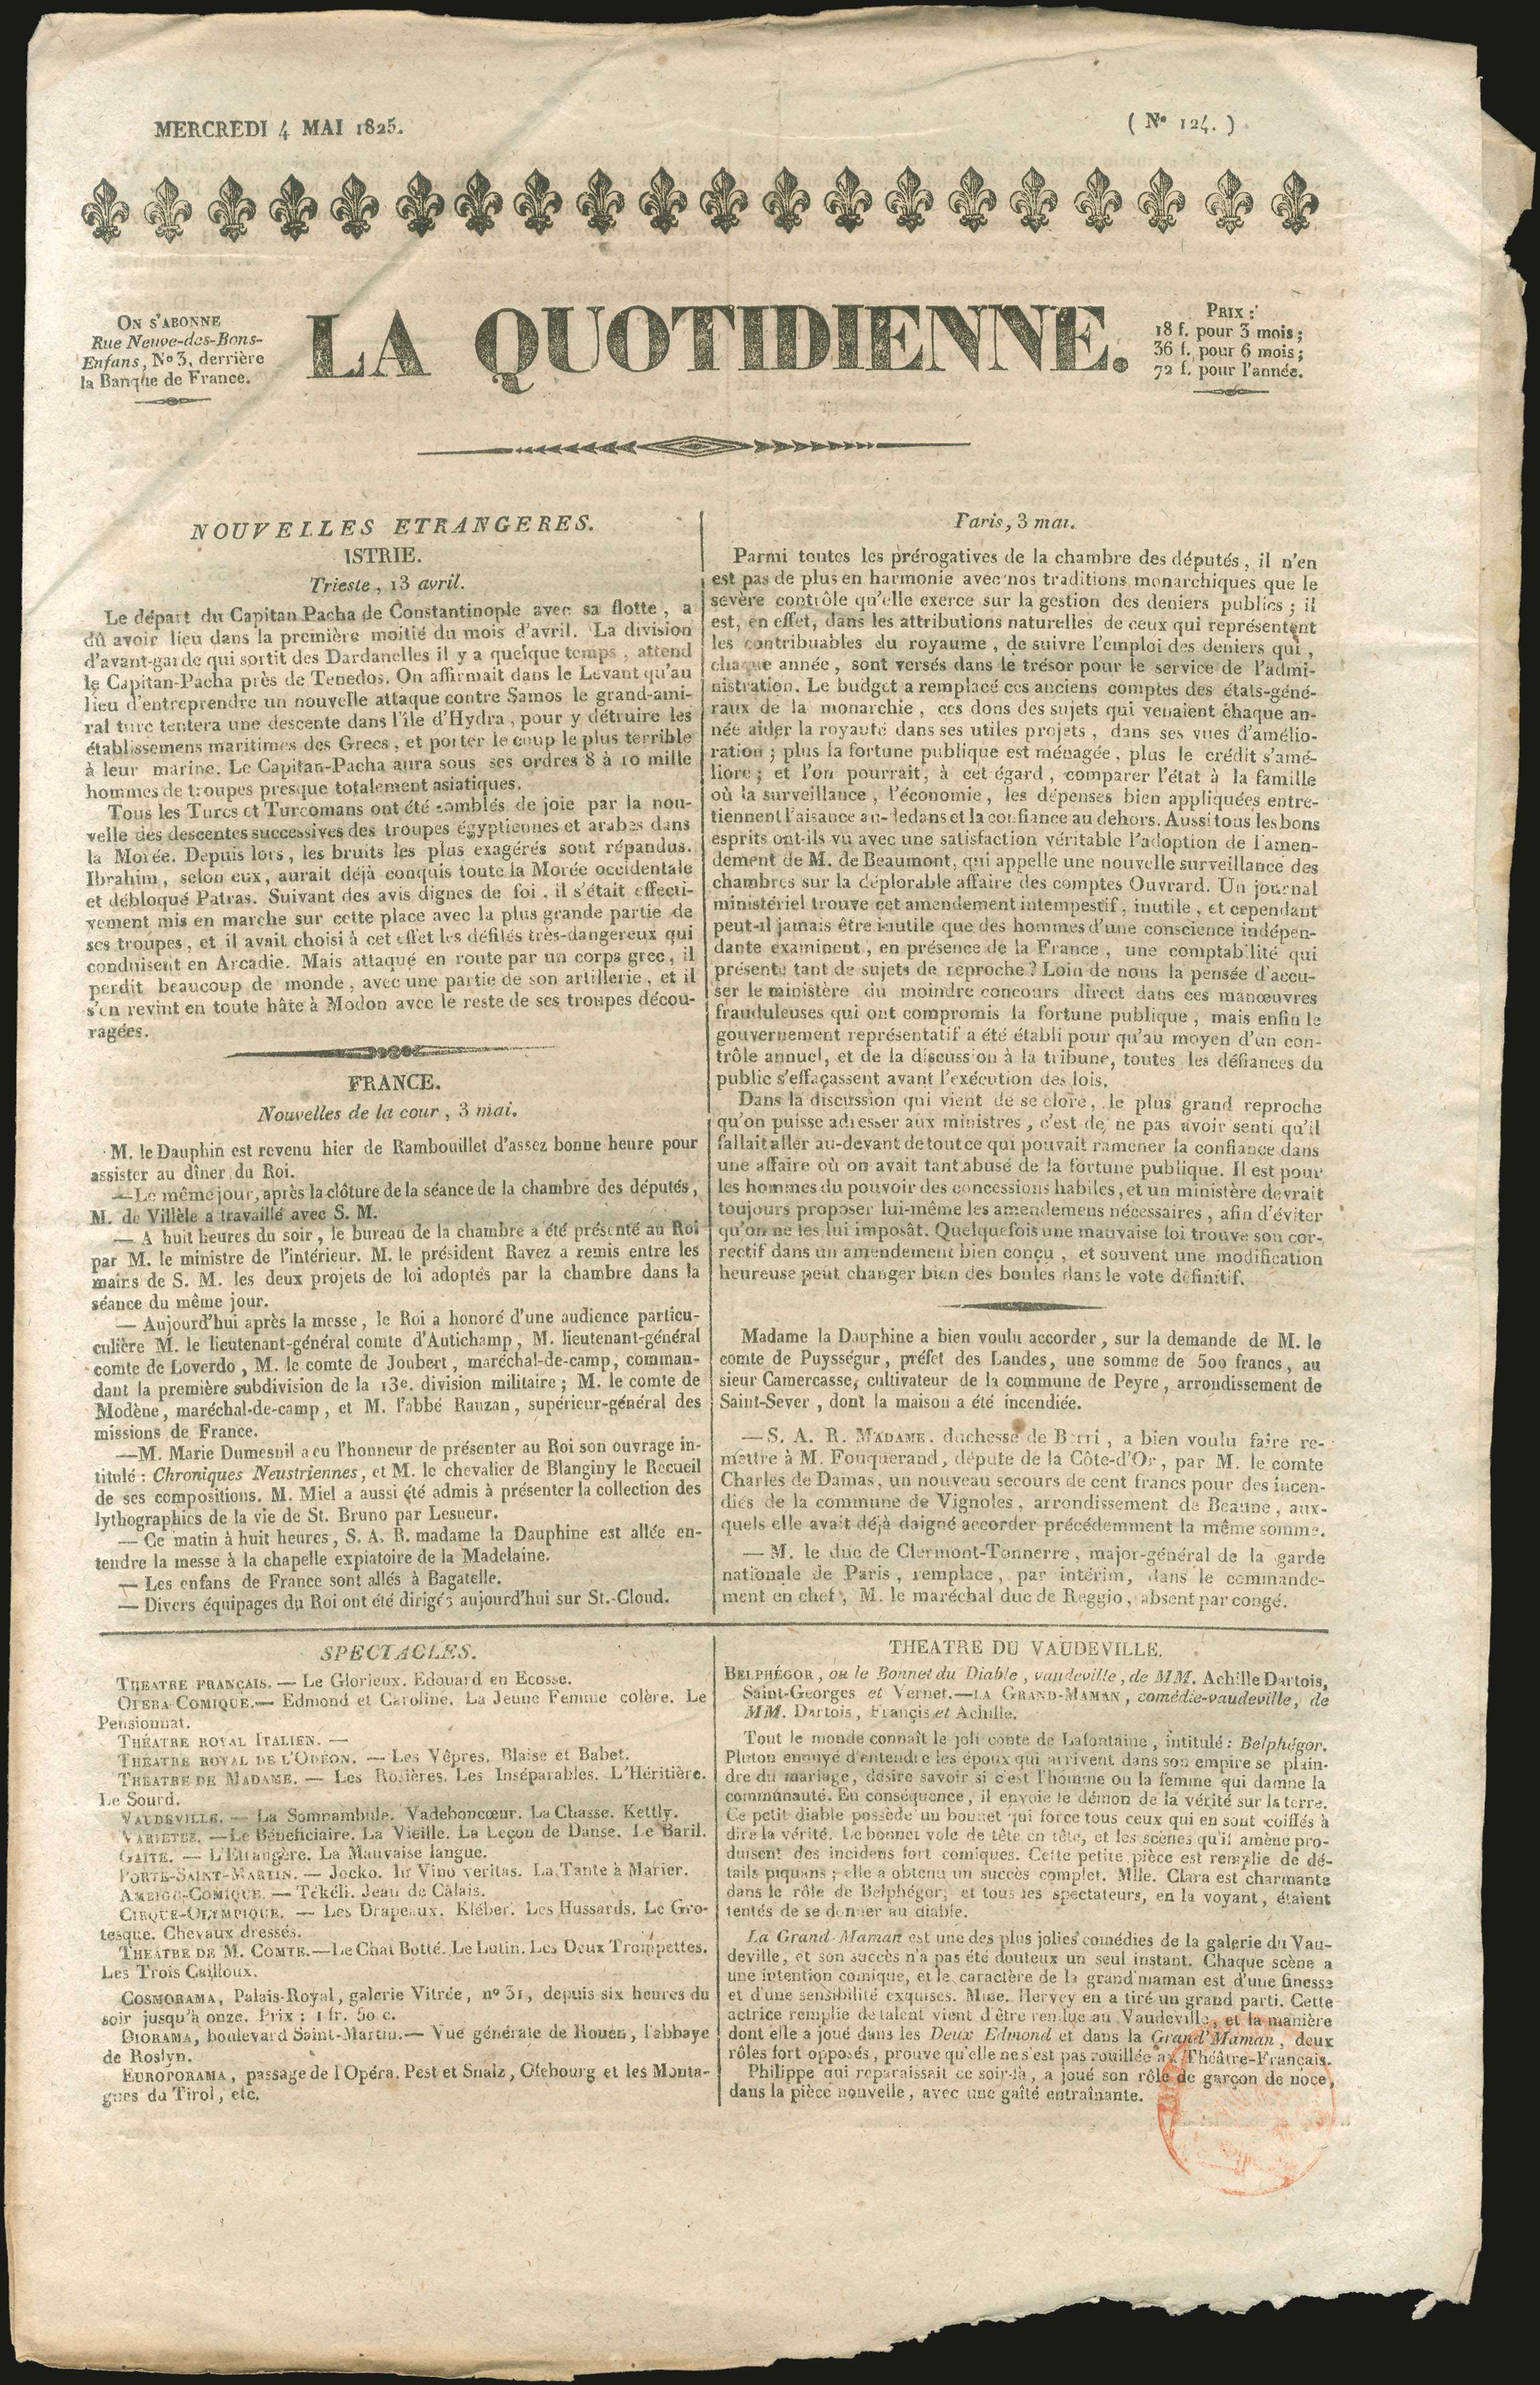 MERCREDI 4 MAI 1825.
( No 124. )
ON S'ABONNE
Rue Neuve-des-Bons-
Enfans, No 3, derrière
la Banque de France.
LA QUOTIDIENNE.
PRIX :
18 f. pour 3 mois ;
36 f. pour 6 mois ;
72 f. pour l'année.
NOUVELLES ETRANGERES.
ISTRIE.
Trieste, 13 avril.
Le départ du Capitan Pacha de Constantinople avec sa flotte, a
dû avoir lieu dans la première moitié du mois d'avril. La division
d'avant-garde qui sortit des Dardanelles il y a quelque temps, attend
le Capitan-Pacha près de Tenedos. On affirmait dans le Levant qu'au
lieu d'entreprendre un nouvelle attaque contre Samos le grand-ami-
ral turc tentera une descente dans l'île d'Hydra, pour y détruire les
établissemens maritimes des Grecs, et porter le coup le plus terrible
à leur marine. Le Capitan-Pacha aura sous ses ordres 8 à 10 mille
hommes de troupes presque totalement asiatiques.
Tous les Turcs et Turcomans ont été comblés de joie par la nou-
velle des descentes successives des troupes égyptiennes et arabes dans
la Morée. Depuis lors, les bruits les plus exagérés sont répandus.
Ibrahim, selon eux, aurait déjà conquis toute la Morée occidentale
et débloqué Patras. Suivant des avis dignes de foi, il s'était effecti-
vement mis en marche sur cette place avec la plus grande partie de
ses troupes, et il avait choisi à cet effet les défilés très-dangereux qui
conduisent en Arcadie. Mais attaqué en route par un corps grec, il
perdit beaucoup de monde, avec une partie de son artillerie, et il
s'en revint en toute hâte à Modon avec le reste de ses troupes décou-
ragées.
FRANCE.
Nouvelles de la cour, 3 mai.
M. le Dauphin est revenu hier de Rambouillet d'assez bonne heure pour
assister au dîner du Roi.
—Le même jour, après la clôture de la séance de la chambre des députés,
M. de Villèle a travaillé avec S. M.
— A huit heures du soir, le bureau de la chambre a été présenté au Roi
par M. le ministre de l'intérieur. M. le président Ravez a remis entre les
mains de S. M. les deux projets de loi adoptés par la chambre dans la
séance du même jour.
— Aujourd'hui après la messe, le Roi a honoré d'une audience particu-
culière M. le lieutenant-général comte d'Autichamp, M. lieutenant-général
comte de Loverdo, M. le comte de Joubert, maréchal-de-camp, comman-
dant la première subdivision de la 13e. division militaire ; M. le comte de
Modène, maréchal-de-camp, et M. l'abbé Rauzan, supérieur-général des
missions de France.
—M. Marie Dumesnil a eu l'honneur de présenter au Roi son ouvrage in-
titulé : Chroniques Neustriennes, et M. le chevalier de Blanginy le Recueil
de ses compositions. M. Miel a aussi été admis à présenter la collection des
lythographies de la vie de St. Bruno par Lesueur.
— Ce matin à huit heures, S. A. R. madame la Dauphine est allée en-
tendre la messe à la chapelle expiatoire de la Madelaine.
— Les enfans de France sont allés à Bagatelle.
— Divers équipages du Roi ont été dirigés aujourd'hui sur St.-Cloud.
Paris, 3 mai.
Parmi toutes les prérogatives de la chambre des députés, il n'en
est pas de plus en harmonie avec nos traditions monarchiques que le
sévère contrôle qu'elle exerce sur la gestion des deniers publics ; il
est, en effet, dans les attributions naturelles de ceux qui représentent
les contribuables du royaume, de suivre l'emploi des deniers qui,
chaque année, sont versés dans le trésor pour le service de l'admi-
nistration. Le budget a remplacé ces anciens comptes des états-géné-
raux de la monarchie, ces dons des sujets qui venaient chaque an-
née aider la royauté dans ses utiles projets, dans ses vues d'amélio-
ration ; plus la fortune publique est ménagée, plus le crédit s'amé-
liore ; et l'on pourrait, à cet égard, comparer l'état à la famille
où la surveillance, l'économie, les dépenses bien appliquées entre-
tiennent l'aisance au-dedans et la confiance au dehors. Aussi tous les bons
esprits ont-ils vu avec une satisfaction véritable l'adoption de l'amen-
dement de M. de Beaumont, qui appelle une nouvelle surveillance des
chambres sur la déplorable affaire des comptes Ouvrard. Un journal
ministériel trouve cet amendement intempestif, inutile, et cependant
peut-il jamais être inutile que des hommes d'une conscience indépen-
dante examinent, en présence de la France, une comptabilité qui
présente tant de sujets de reproche ? Loin de nous la pensée d'accu-
ser le ministère du moindre concours direct dans ces manœuvres
frauduleuses qui ont compromis la fortune publique, mais enfin le
gouvernement représentatif a été établi pour qu'au moyen d'un con-
trôle annuel, et de la discussion à la tribune, toutes les défiances du
public s'effaçassent avant l'exécution des lois.
Dans la discussion qui vient de se clore, le plus grand reproche
qu'on puisse adresser aux ministres, c'est de ne pas avoir senti qu'il
fallait aller au-devant de tout ce qui pouvait ramener la confiance dans
une affaire où on avait tant abusé de la fortune publique. Il est pour
les hommes du pouvoir des concessions habiles, et un ministère devrait
toujours proposer lui-même les amendemens nécessaires, afin d'éviter
qu'on ne les lui imposât. Quelquefois une mauvaise loi trouve son cor-
rectif dans un amendement bien conçu, et souvent une modification
heureuse peut changer bien des boules dans le vote définitif.
Madame la Dauphine a bien voulu accorder, sur la demande de M. le
comte de Puysségur, préfet des Landes, une somme de 500 francs, au
sieur Camercasse, cultivateur de la commune de Peyre, arrondissement de
Saint-Sever, dont la maison a été incendiée.
— S. A. R. MADAME, duchesse de Berri, a bien voulu faire re-
mettre à M. Fouquerand, député de la Côte-d'Or, par M. le comte
Charles de Damas, un nouveau secours de cent francs pour des incen-
diés de la commune de Vignoles, arrondissement de Beaune, aux-
quels elle avait déjà daigné accorder précédemment la même somme.
— M. le duc de Clermont-Tonnerre, major-général de la garde
nationale de Paris, remplace, par intérim, dans le commande-
ment en chef, M. le maréchal duc de Reggio, absent par congé.
SPECTACLES.
THEATRE FRANÇAIS. — Le Glorieux. Edouard en Ecosse.
OPERA-COMIQUE. — Edmond et Caroline. La Jeune Femme colère. Le
Pensionnat.
THÉATRE ROYAL ITALIEN. —
THEATRE ROYAL DE L'ODEON. — Les Vêpres. Blaise et Babet.
THEATRE DE MADAME. — Les Rosières. Les Inséparables. L'Héritière.
Le Sourd.
VAUDEVILLE. — La Somnambule. Vadeboncœur. La Chasse. Kettly.
VARIETES. — Le Bénéficiaire. La Vieille. La Leçon de Danse. Le Baril.
GAITE. — L'Etrangère. La Mauvaise langue.
PORTE-SAINT-MARTIN. — Jocko. In Vino veritas. La Tante à Marier.
AMBIGU-COMIQUE. — Tékéli. Jean de Calais.
CIRQUE-OLYMPIQUE. — Les Drapeaux. Kléber. Les Hussards. Le Gro-
tesque. Chevaux dressés.
THEATRE DE M. COMTE. — Le Chat Botté. Le Lutin. Les Deux Trompettes.
Les Trois Cailloux.
COSMORAMA, Palais-Royal, galerie Vitrée, no 31, depuis six heures du
soir jusqu'à onze. Prix : 1 fr. 50 c.
DIORAMA, boulevard Saint-Martin. — Vue générale de Rouen, l'abbaye
de Roslyn.
EUROPORAMA, passage de l'Opéra. Pest et Snalz, Glebourg et les Monta-
gnes du Tirol, etc.
THEATRE DU VAUDEVILLE.
BELPHÉGOR, ou le Bonnet du Diable, vaudeville, de MM. Achille Dartois,
Saint-Georges et Vernet. — LA GRAND-MAMAN, comédie-vaudeville, de
MM. Dartois, Françis et Achille.
Tout le monde connaît le joli conte de Lafontaine, intitulé : Belphégor.
Pluton ennuyé d'entendre les époux qui arrivent dans son empire se plain-
dre du mariage, désire savoir si c'est l'homme ou la femme qui damne la
communauté. En conséquence, il envoie le démon de la vérité sur la terre.
Ce petit diable possède un bonnet qui force tous ceux qui en sont coiffés à
dire la vérité. Le bonnet vole de tête en tête, et les scènes qu'il amène pro-
duisent des incidens fort comiques. Cette petite pièce est remplie de dé-
tails piquans ; elle a obtenu un succès complet. Mlle. Clara est charmante
dans le rôle de Belphégor, et tous les spectateurs, en la voyant, étaient
tentés de se donner au diable.
La Grand-Maman est une des plus jolies comédies de la galerie du Vau-
deville, et son succès n'a pas été douteux un seul instant. Chaque scène a
une intention comique, et le caractère de la grand'maman est d'une finesse
et d'une sensibilité exquises. Mme. Hervey en a tiré un grand parti. Cette
actrice remplie de talent vient d'être rendue au Vaudeville, et la manière
dont elle a joué dans les Deux Edmond et dans la Grand'Maman, deux
rôles fort opposés, prouve qu'elle ne s'est pas rouillée au Théâtre-Français.
Philippe qui reparaissait ce soir-là, a joué son rôle de garçon de noce,
dans la pièce nouvelle, avec une gaîté entraînante.